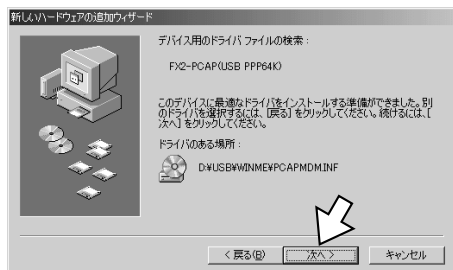 新しいハードウェアの追加ウィザード
デバイス用のドライバ ファイルの検索：
FX2-PCAP(USB PPP64K)
このデバイスに最適なドライバをインストールする準備ができました。別
のドライバを選択するには、[戻る] をクリックしてください。続けるには、[
次へ] をクリックしてください。
ドライバのある場所：
D:¥USB¥WINME¥PCAPMDM.INF
< 戻る(B)
次へ >
キャンセル